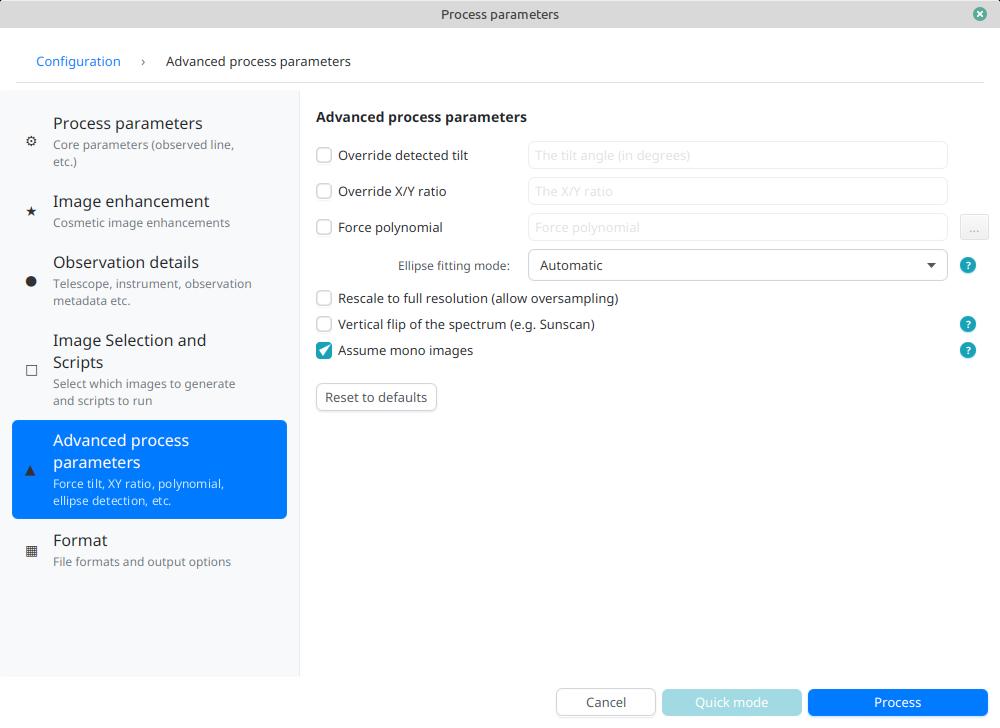 Process parameters
Configuration › Advanced process parameters
Process parameters
Core parameters (observed line,
etc.)
Image enhancement
Cosmetic image enhancements
Observation details
Telescope, instrument, observation
metadata etc.
Image Selection and
Scripts
Select which images to generate
and scripts to run
Advanced process
parameters
Force tilt, XY ratio, polynomial,
ellipse detection, etc.
Format
File formats and output options
Advanced process parameters
Override detected tilt The tilt angle (in degrees)
Override X/Y ratio The X/Y ratio
Force polynomial Force polynomial ...
Ellipse fitting mode: Automatic ?
Rescale to full resolution (allow oversampling)
Vertical flip of the spectrum (e.g. Sunscan) ?
Assume mono images ?
Reset to defaults
Cancel Quick mode Process